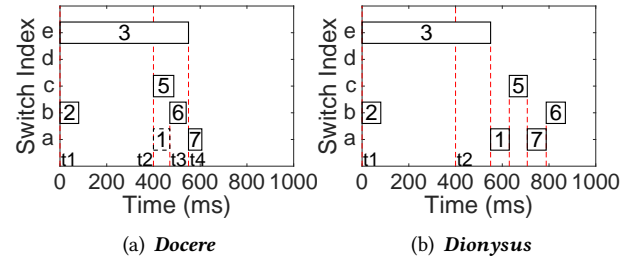 Switch Index
e
d
c
b
a
3
5
2
6
1
7
t1
t2
t3
t4
0
200
400
600
800
1000
Time (ms)
(a) Docere
Switch Index
e
d
c
b
a
3
5
2
6
1
7
t1
t2
0
200
400
600
800
1000
Time (ms)
(b) Dionysus